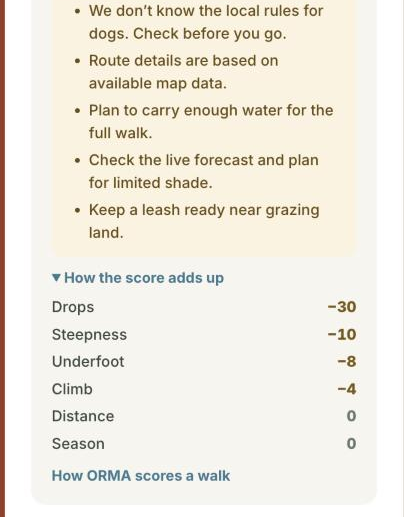 • We don’t know the local rules for
dogs. Check before you go.
• Route details are based on
available map data.
• Plan to carry enough water for the
full walk.
• Check the live forecast and plan
for limited shade.
• Keep a leash ready near grazing
land.
▼ How the score adds up
Drops −30
Steepness −10
Underfoot −8
Climb −4
Distance 0
Season 0
How ORMA scores a walk